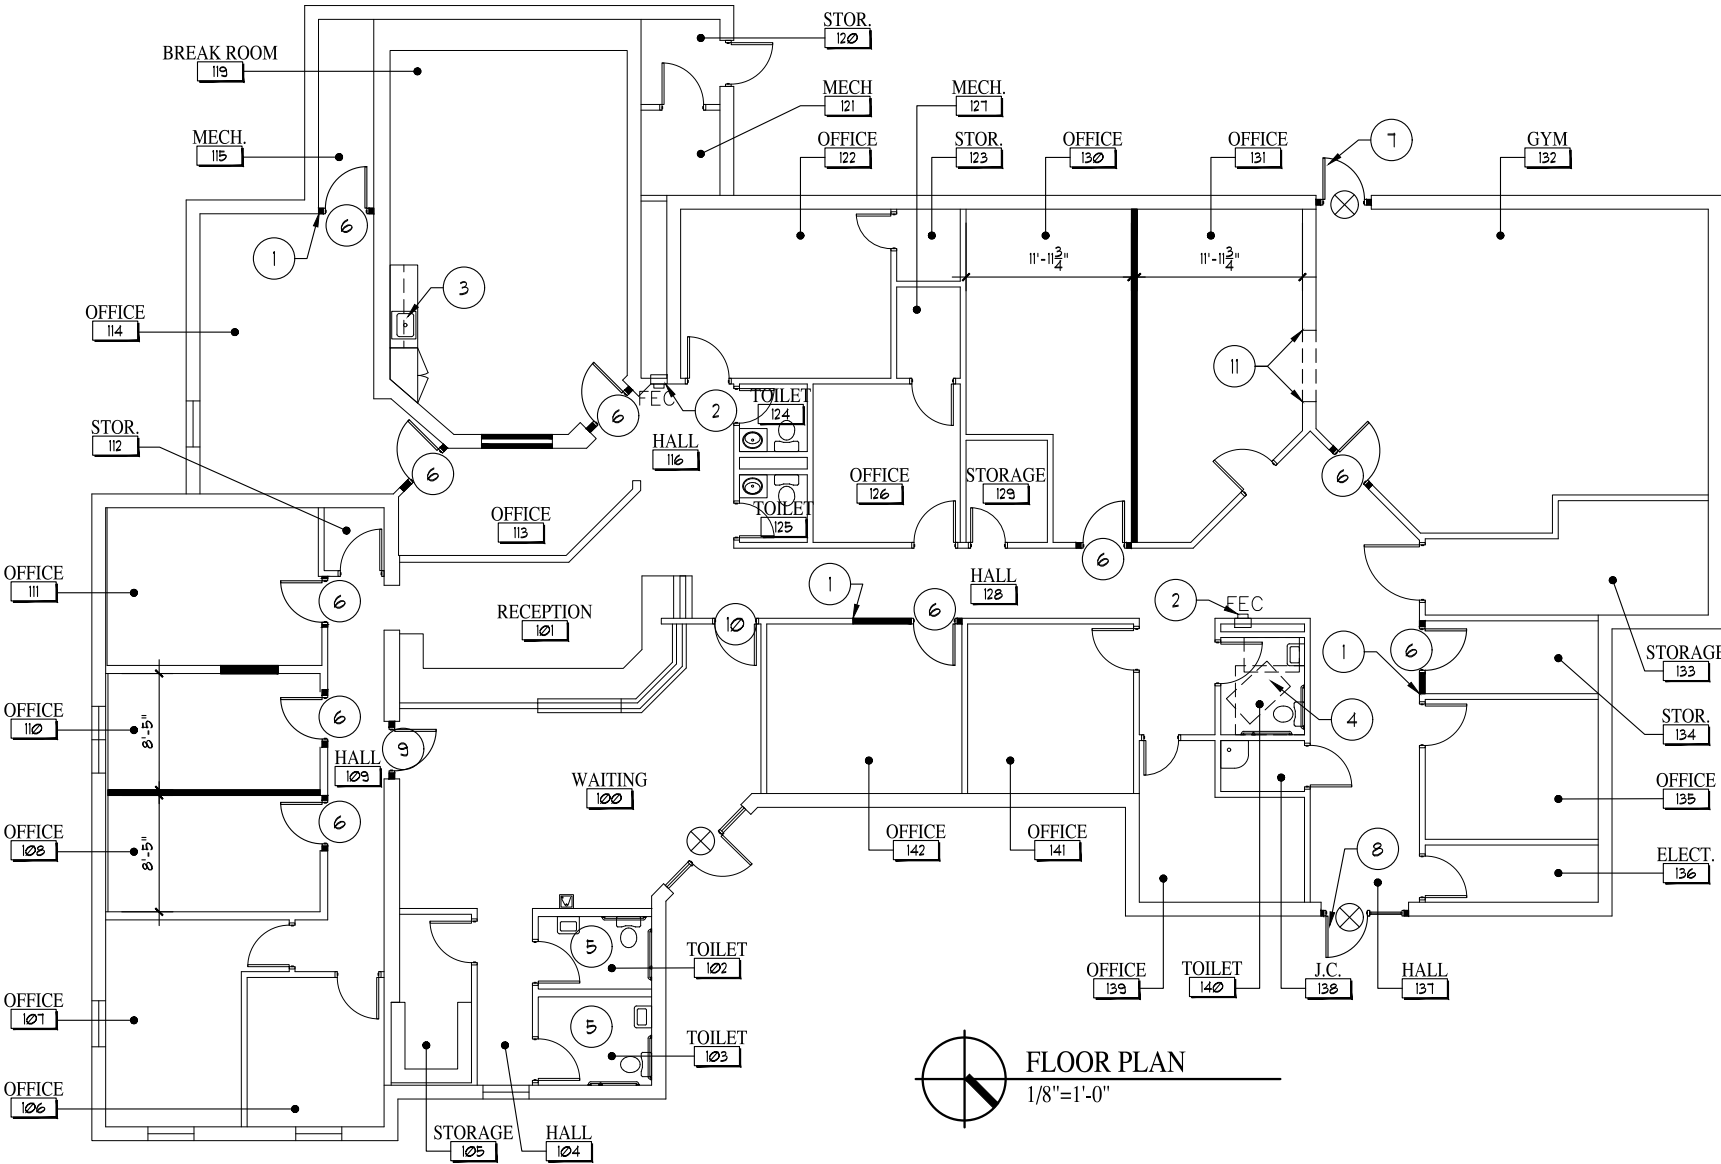 STOR.
120
BREAK ROOM
119
MECH
121
MECH.
127
MECH.
115
OFFICE
122
STOR.
123
OFFICE
130
OFFICE
131
7
GYM
132
6
1
11'-11 3/4"
11'-11 3/4"
3
OFFICE
114
11
2
6
FEC
TOILET
124
STOR.
112
HALL
116
6
6
OFFICE
126
STORAGE
129
OFFICE
113
TOILET
125
6
OFFICE
111
HALL
128
1
2
FEC
6
RECEPTION
101
10
6
6
1
STORAGE
133
OFFICE
110
8'-5"
6
4
STOR.
134
HALL
109
9
WAITING
100
OFFICE
135
OFFICE
108
8'-5"
6
OFFICE
142
OFFICE
141
8
ELECT.
136
5
TOILET
102
OFFICE
139
TOILET
140
J.C.
138
HALL
137
OFFICE
107
5
TOILET
103
FLOOR PLAN
1/8"=1'-0"
OFFICE
106
STORAGE
105
HALL
104